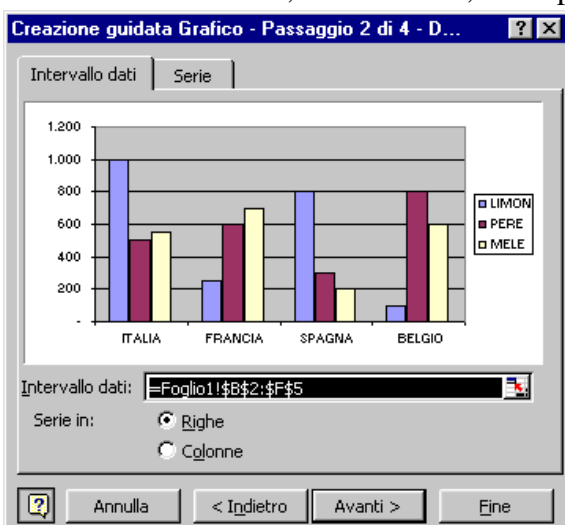 Creazione guidata Grafico - Passaggio 2 di 4 - D...
Intervallo dati Serie
1.200
1.000
800
600
400
200
-
ITALIA FRANCIA SPAGNA BELGIO
LIMON
PERE
MELE
Intervallo dati: =Foglio1!$B$2:$F$5
Serie in: Righe
Colonne
Annulla < Indietro Avanti > Fine